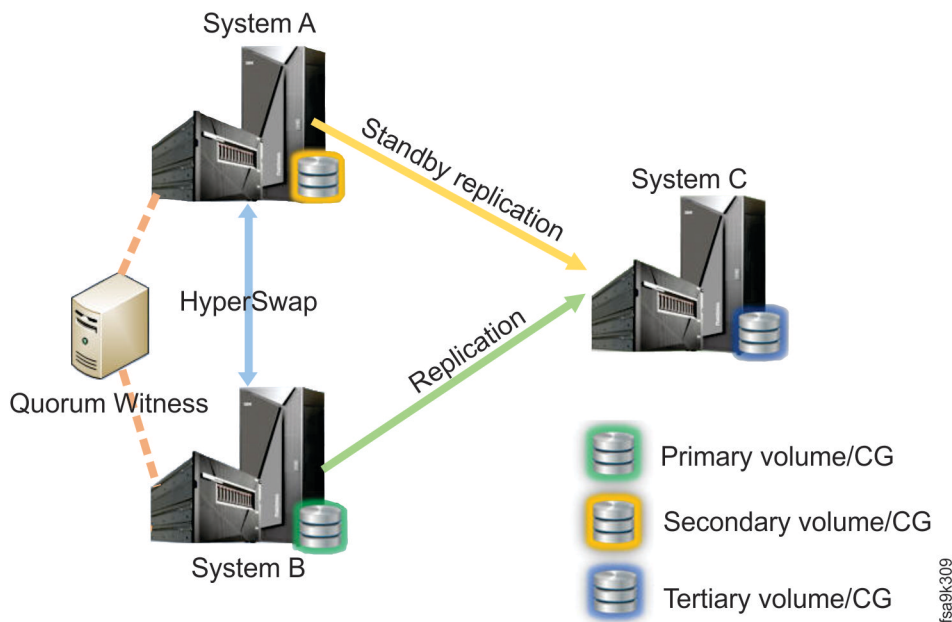 System A
Standby replication
System C
HyperSwap
Replication
Quorum Witness
System B
Primary volume/CG
Secondary volume/CG
Tertiary volume/CG
fsa9k309